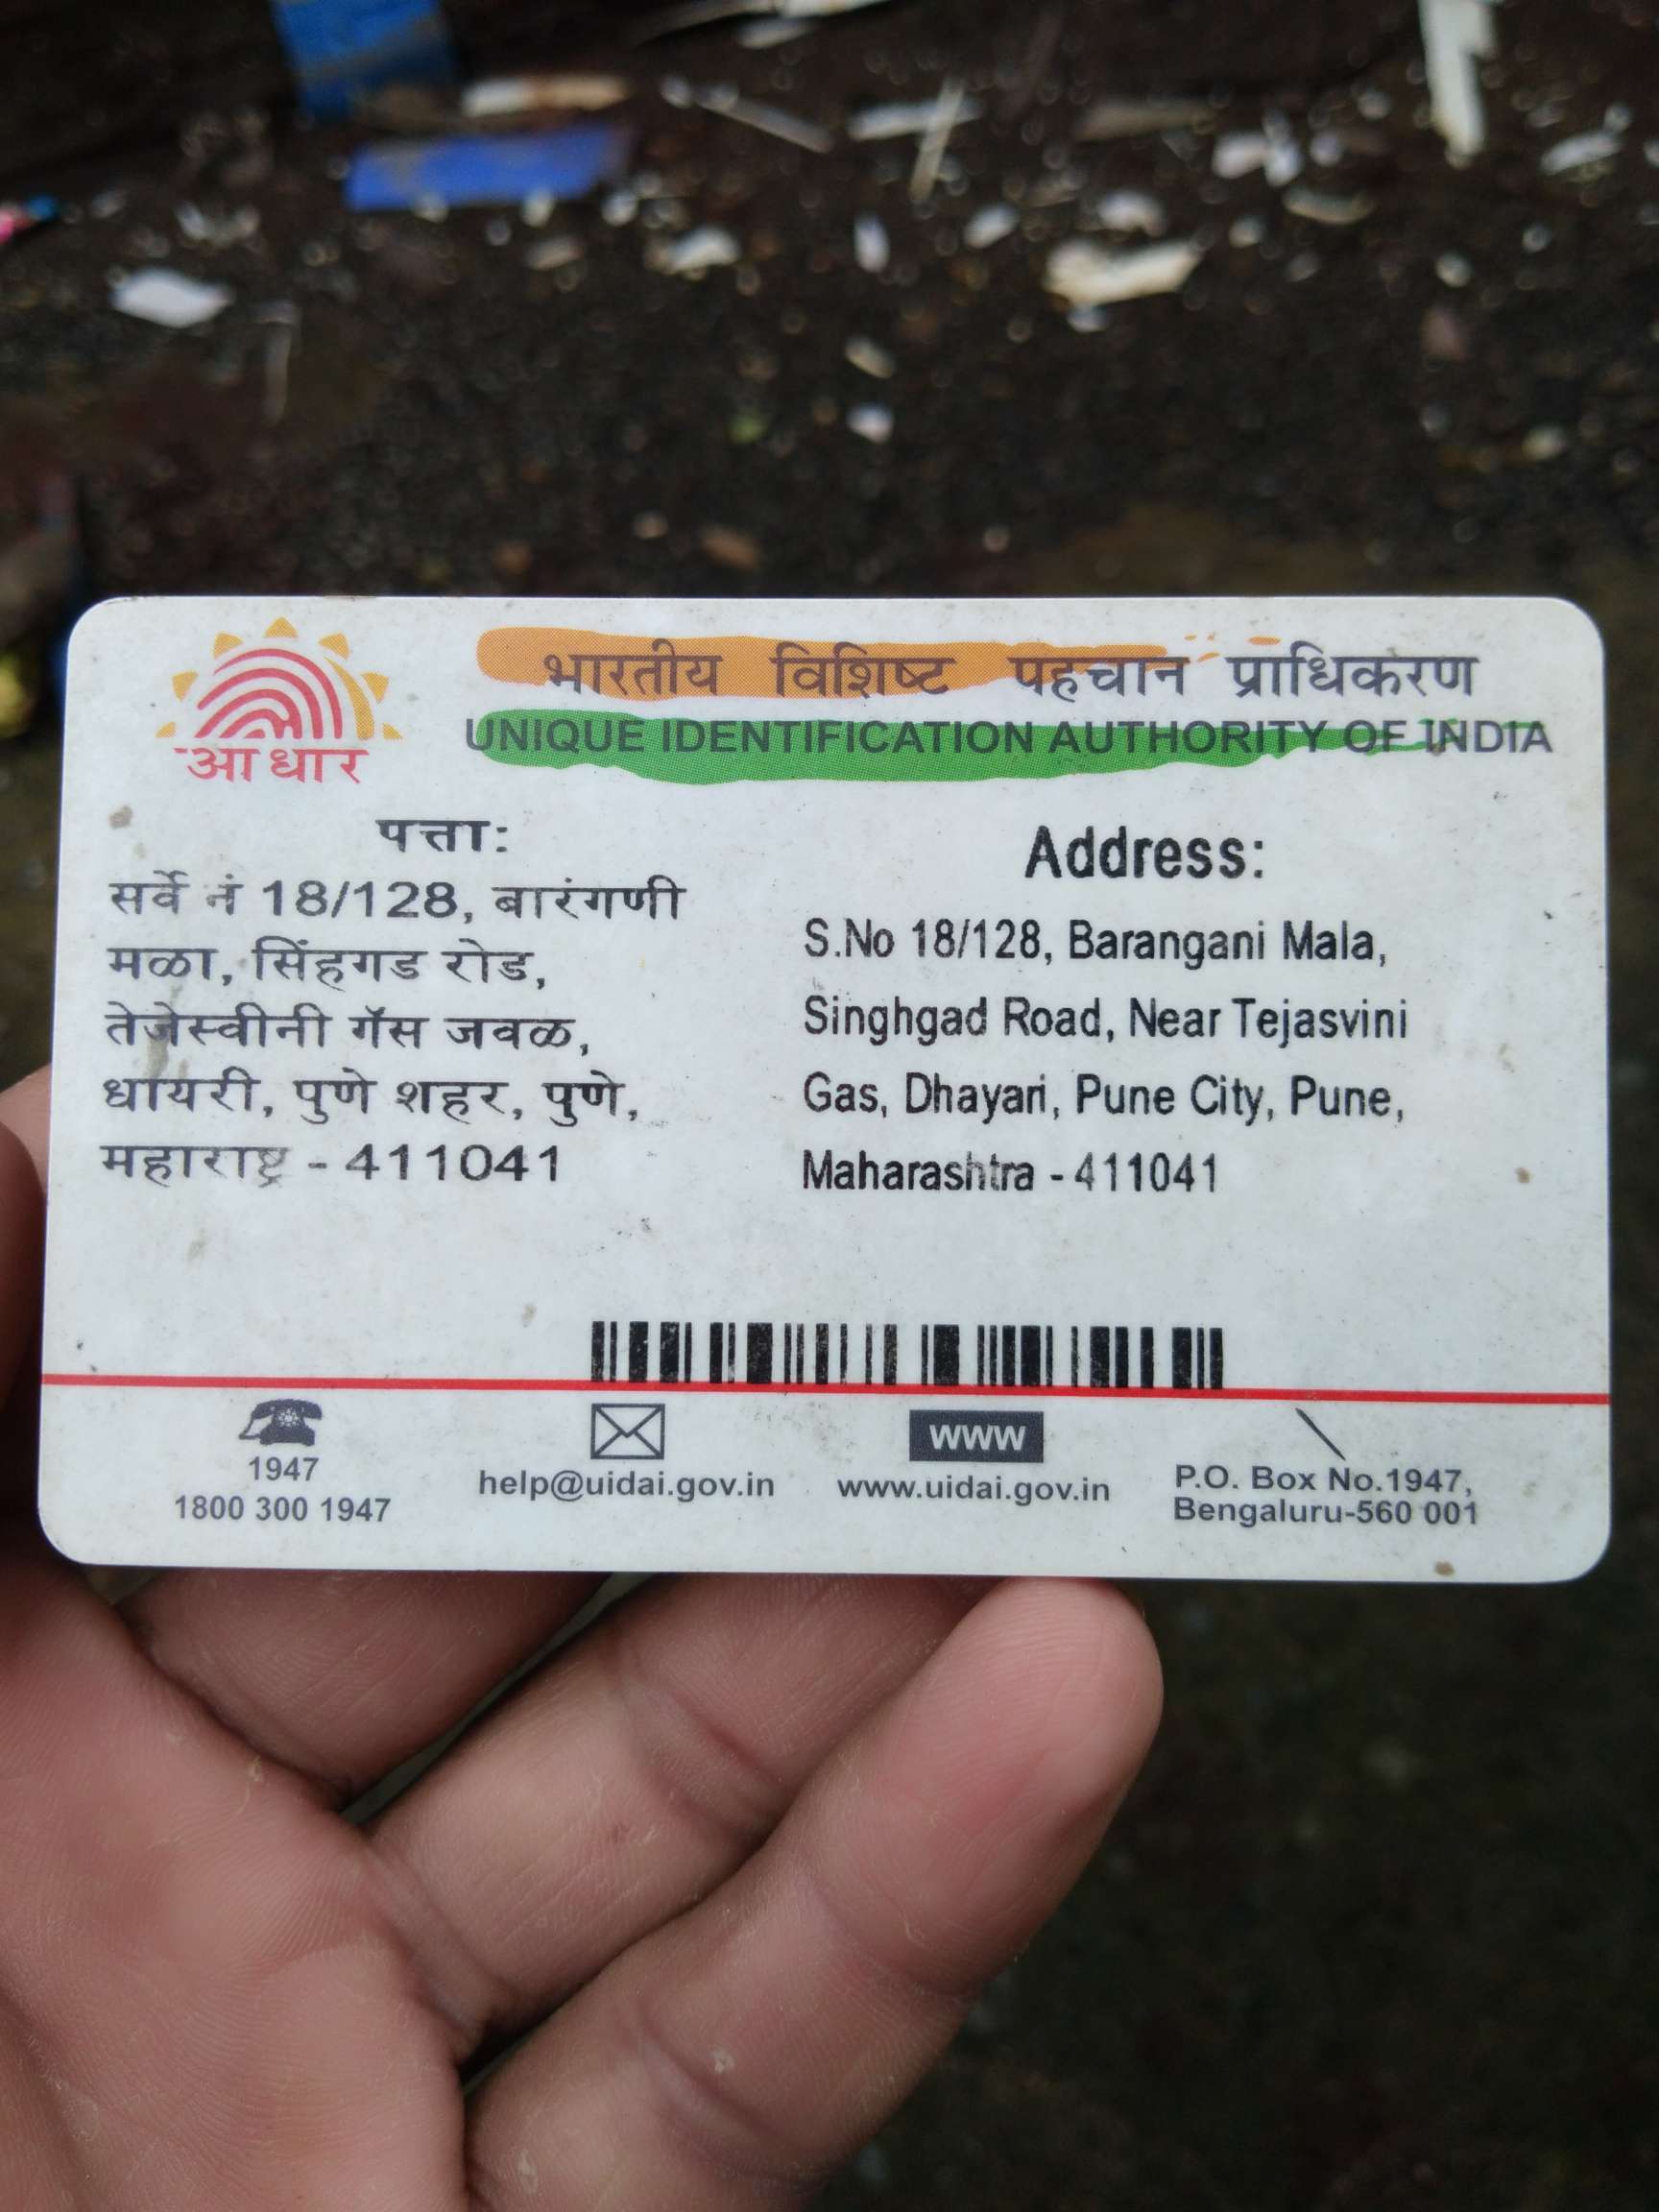 आधार
भारतीय विशिष्ट पहचान प्राधिकरण
UNIQUE IDENTIFICATION AUTHORITY OF INDIA
पत्ता:
सर्वे नं 18/128, बारंगणी
मळा, सिंहगड रोड,
तेजेस्वीनी गॅस जवळ,
धायरी, पुणे शहर, पुणे,
महाराष्ट्र - 411041
Address:
S.No 18/128, Barangani Mala,
Singhgad Road, Near Tejasvini
Gas, Dhayari, Pune City, Pune,
Maharashtra - 411041
1947
1800 300 1947
help@uidai.gov.in
www
www.uidai.gov.in
P.O. Box No.1947,
Bengaluru-560 001